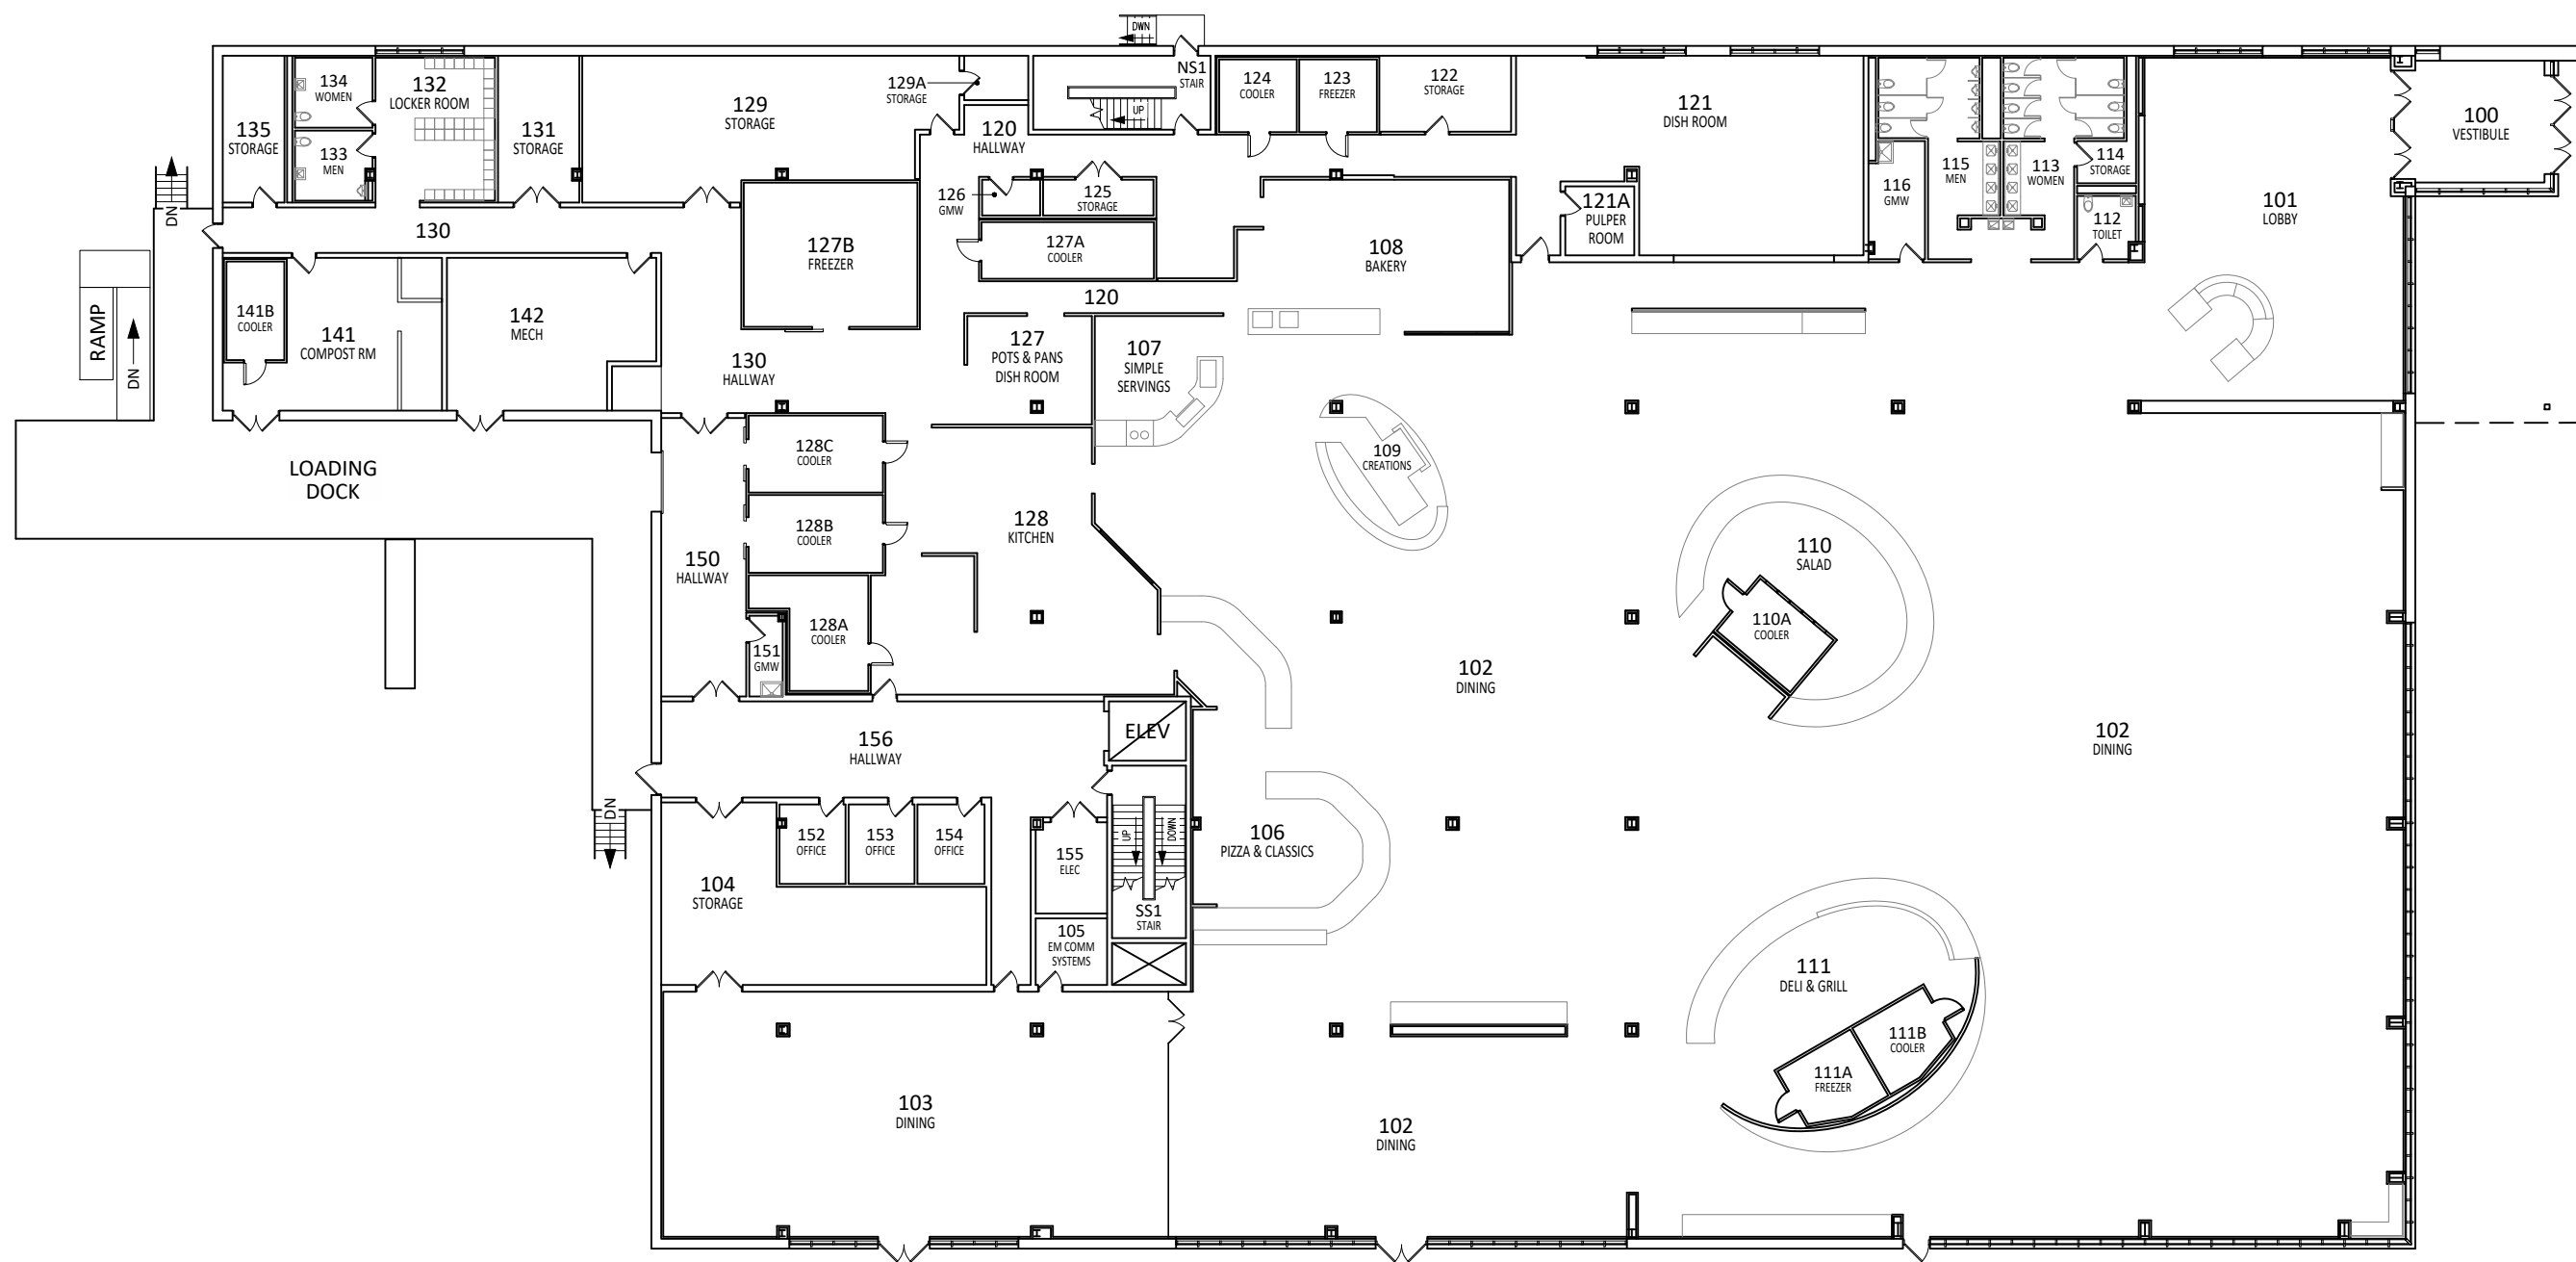 DWN
NS1
STAIR
UP
134
WOMEN
132
LOCKER ROOM
129A
STORAGE
124
COOLER
123
FREEZER
122
STORAGE
129
STORAGE
121
DISH ROOM
100
VESTIBULE
135
STORAGE
131
STORAGE
120
HALLWAY
133
MEN
114
STORAGE
115
MEN
113
WOMEN
116
GMW
126
GMW
125
STORAGE
121A
PULPER
ROOM
101
LOBBY
112
TOILET
DN
130
127B
FREEZER
127A
COOLER
108
BAKERY
120
RAMP
DN
141B
COOLER
141
COMPOST RM
142
MECH
127
POTS & PANS
DISH ROOM
107
SIMPLE
SERVINGS
130
HALLWAY
128C
COOLER
109
CREATIONS
LOADING
DOCK
128B
COOLER
128
KITCHEN
110
SALAD
150
HALLWAY
110A
COOLER
128A
COOLER
151
GMW
102
DINING
ELEV
156
HALLWAY
102
DINING
DN
152
OFFICE
153
OFFICE
154
OFFICE
UP
DOWN
106
PIZZA & CLASSICS
155
ELEC
104
STORAGE
SS1
STAIR
105
EM COMM
SYSTEMS
111
DELI & GRILL
111B
COOLER
111A
FREEZER
103
DINING
102
DINING